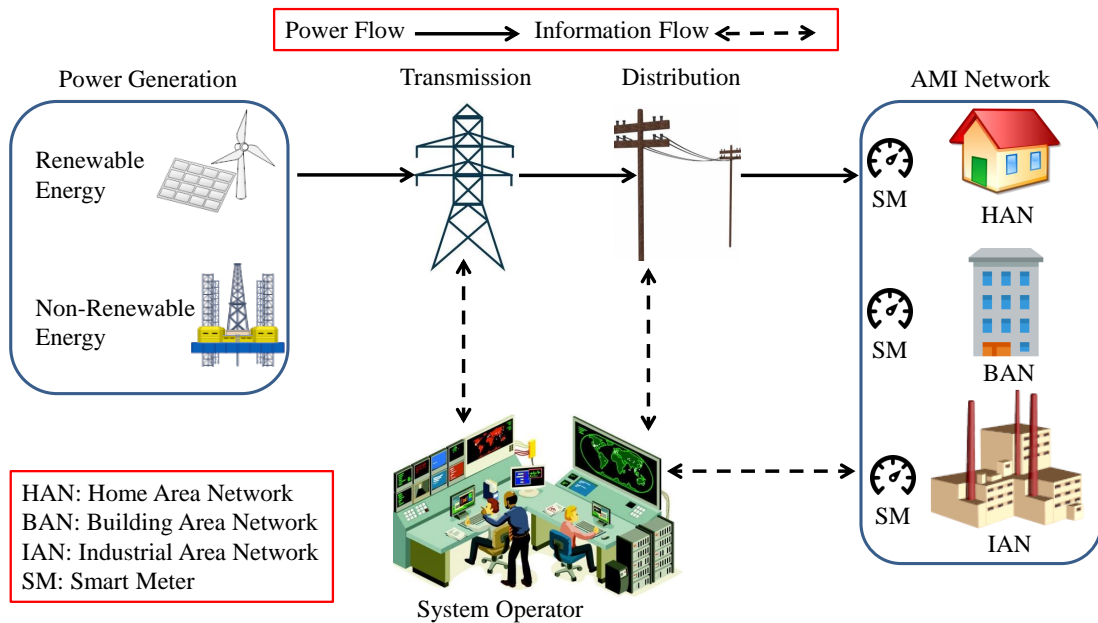 Power Flow
Information Flow
Power Generation
Transmission
Distribution
AMI Network
Renewable
Energy
SM
HAN
Non-Renewable
Energy
SM
BAN
SM
IAN
HAN: Home Area Network
BAN: Building Area Network
IAN: Industrial Area Network
SM: Smart Meter
System Operator